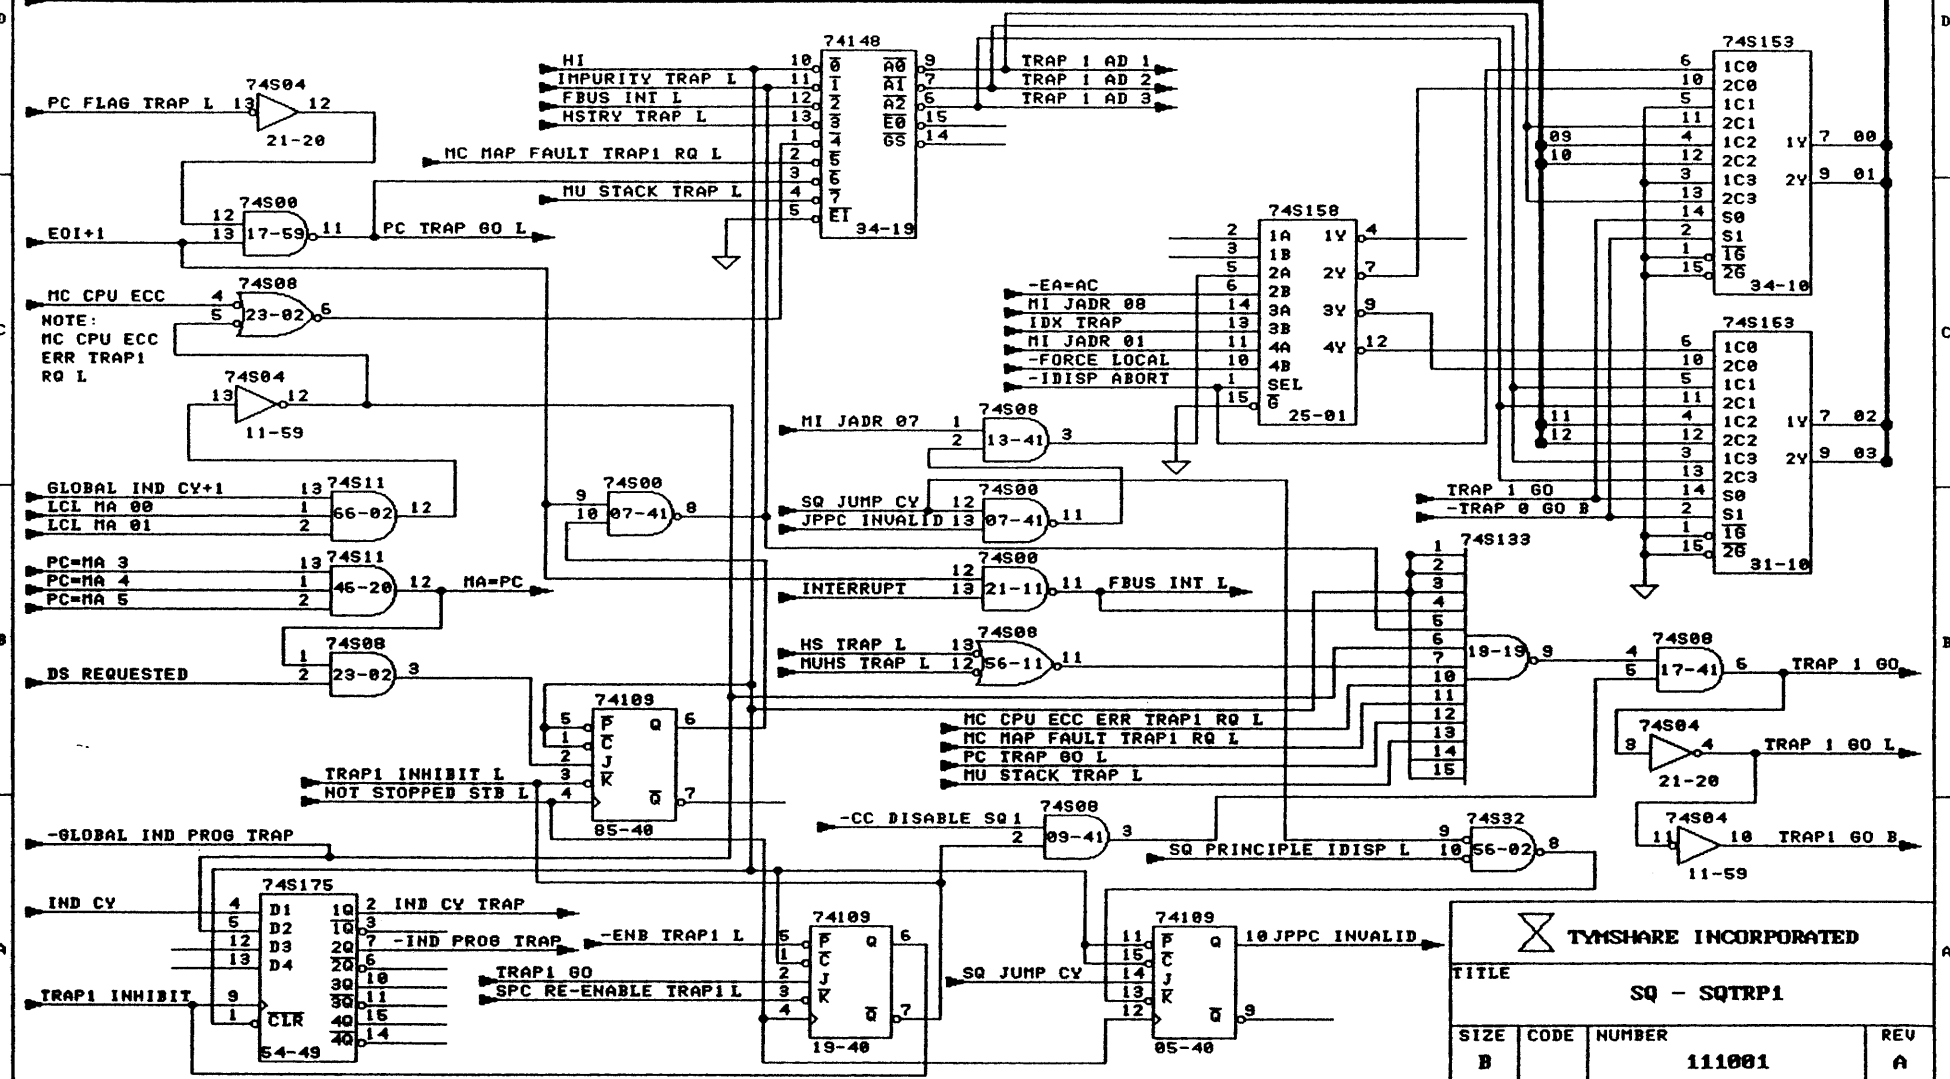 D
D
C
C
B
B
A
A
74S04
PC FLAG TRAP L 13 12
21-20
74S00
12
13 17-59 11
EOI+1
PC TRAP GO L
74S08
MC CPU ECC 4
5 23-02 6
NOTE:
MC CPU ECC
ERR TRAP1
RQ L
74S04
13 12
11-59
74S11
GLOBAL IND CY+1 13
LCL MA 00 1 66-02 12
LCL MA 01 2
74S11
PC=MA 3 13
PC=MA 4 1 46-20 12 MA=PC
PC=MA 5 2
74S08
1
DS REQUESTED 2 23-02 3
74148
HI 10 0 A0 9 TRAP 1 AD 1
IMPURITY TRAP L 11 1 A1 7 TRAP 1 AD 2
FBUS INT L 12 2 A2 6 TRAP 1 AD 3
HSTRY TRAP L 13 3 E0 15
1 4 GS 14
MC MAP FAULT TRAP1 RQ L 2 5
3 6
MU STACK TRAP L 4 7
5 EI
34-19
74S158
2 1A 1Y 4
3 1B
5 2A 2Y 7
-EA=AC 6 2B
MI JADR 08 14 3A 3Y 9
IDX TRAP 13 3B
MI JADR 01 11 4A 4Y 12
-FORCE LOCAL 10 4B
-IDISP ABORT 1 SEL
15 G
25-01
74S153
6 1C0
10 2C0
5 1C1
11 2C1
09 4 1C2 1Y 7 00
10 12 2C2
3 1C3 2Y 9 01
13 2C3
14 S0
2 S1
1 1G
15 2G
34-10
74S153
6 1C0
10 2C0
5 1C1
11 2C1
11 4 1C2 1Y 7 02
12 12 2C2
3 1C3 2Y 9 03
13 2C3
TRAP 1 GO 14 S0
-TRAP 0 GO B 2 S1
1 1G
15 2G
31-10
74S08
MI JADR 07 1
2 13-41 3
74S00
9
10 07-41 8
74S00
SQ JUMP CY 12
JPPC INVALID 13 07-41 11
74S00
12
INTERRUPT 13 21-11 11 FBUS INT L
74S08
HS TRAP L 13
MUHS TRAP L 12 56-11 11
74S133
1
2
3
4
5
6
7
10
11
12
13
14
15
18-19 9
MC CPU ECC ERR TRAP1 RQ L
MC MAP FAULT TRAP1 RQ L
PC TRAP GO L
MU STACK TRAP L
74S08
4
5 17-41 6 TRAP 1 GO
74S04
3 4 TRAP 1 GO L
21-20
74S04
11 10 TRAP1 GO B
11-59
74109
5 P Q 6
1 C
2 J
TRAP1 INHIBIT L 3 K
NOT STOPPED STB L 4 Q 7
85-40
74S08
-CC DISABLE SQ 1
2 09-41 3
74S32
9
SQ PRINCIPLE IDISP L 10 56-02 8
-GLOBAL IND PROG TRAP
74S175
IND CY 4 D1 1Q 2 IND CY TRAP
5 D2 1Q 3
12 D3 2Q 7 -IND PROG TRAP
13 D4 2Q 6
3Q 10
TRAP1 INHIBIT 9 3Q 11
1 CLR 4Q 15
4Q 14
54-49
74109
-ENB TRAP1 L 5 P Q 6
1 C
TRAP1 GO 2 J
SPC RE-ENABLE TRAP1 L 3 K
4 Q 7
19-40
74109
11 P Q 10 JPPC INVALID
15 C
SQ JUMP CY 14 J
13 K
12 Q 9
05-40
TYMSHARE INCORPORATED
TITLE
SQ - SQTRP1
SIZE CODE NUMBER REV
B 111001 A